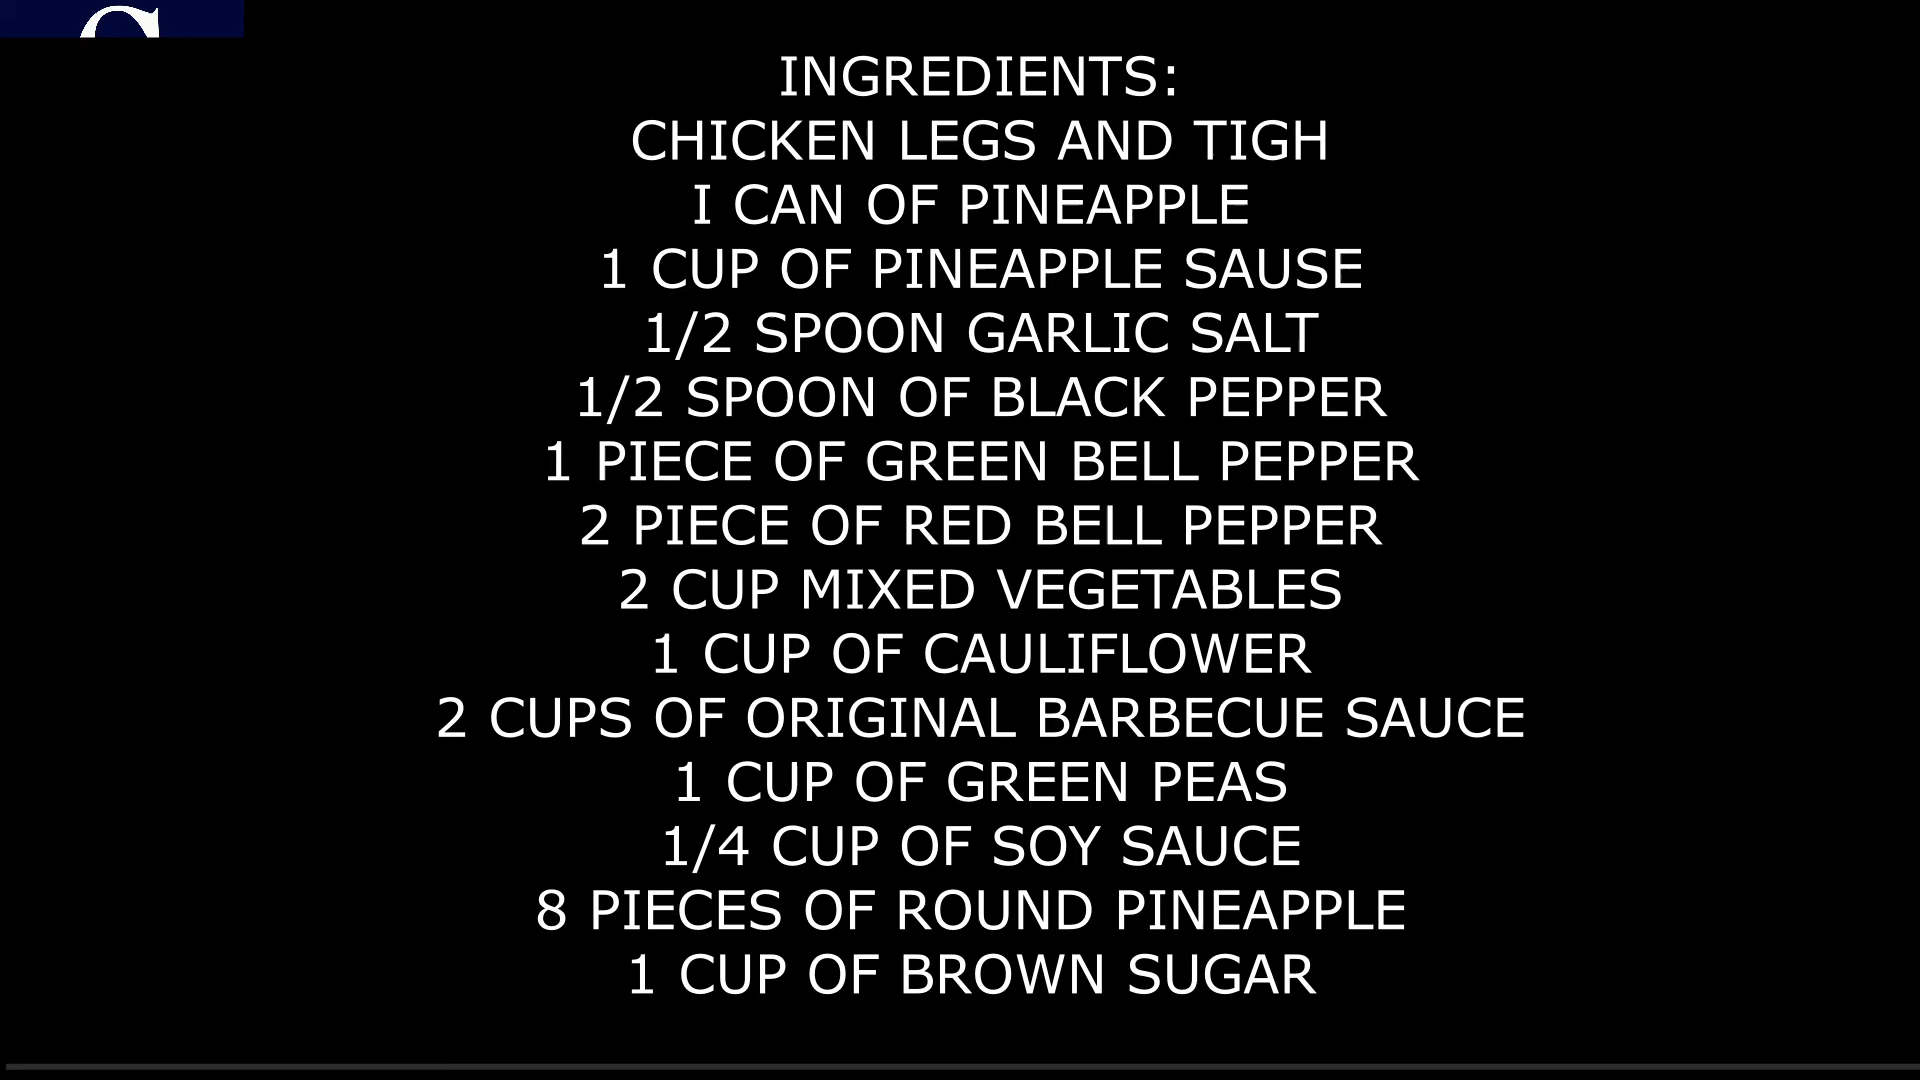 INGREDIENTS:
CHICKEN LEGS AND TIGH
I CAN OF PINEAPPLE
1 CUP OF PINEAPPLE SAUSE
1/2 SPOON GARLIC SALT
1/2 SPOON OF BLACK PEPPER
1 PIECE OF GREEN BELL PEPPER
2 PIECE OF RED BELL PEPPER
2 CUP MIXED VEGETABLES
1 CUP OF CAULIFLOWER
2 CUPS OF ORIGINAL BARBECUE SAUCE
1 CUP OF GREEN PEAS
1/4 CUP OF SOY SAUCE
8 PIECES OF ROUND PINEAPPLE
1 CUP OF BROWN SUGAR